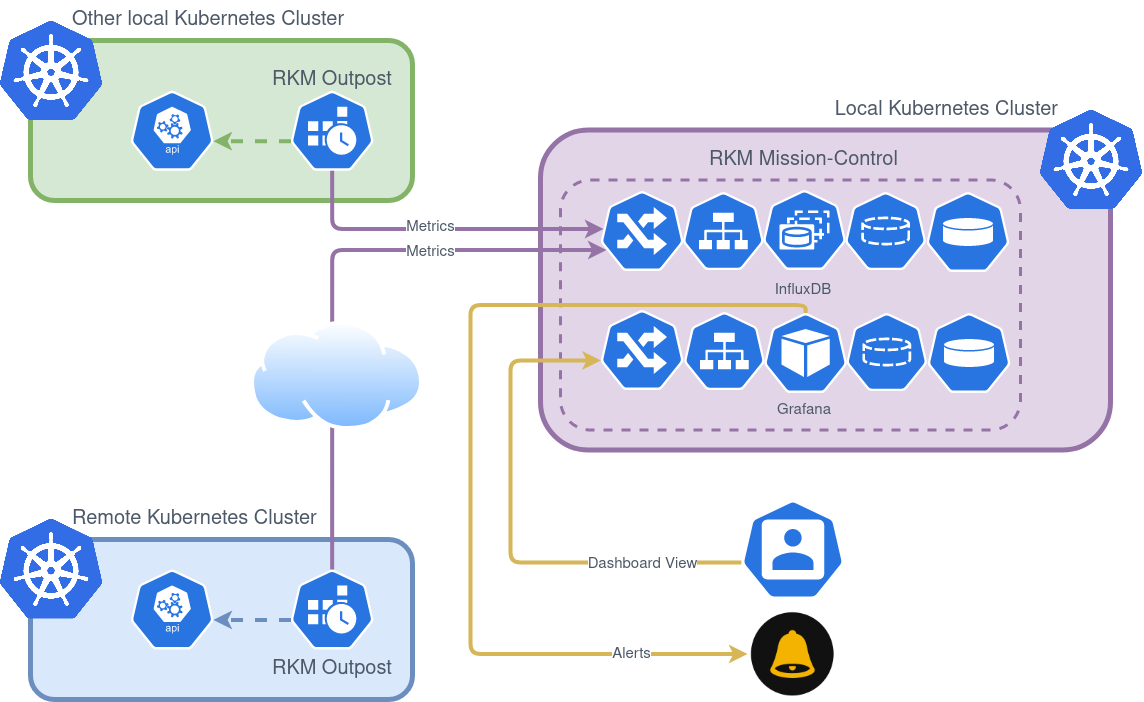 Other local Kubernetes Cluster
RKM Outpost
api
Local Kubernetes Cluster
RKM Mission-Control
Metrics
Metrics
InfluxDB
Grafana
Remote Kubernetes Cluster
api
RKM Outpost
Dashboard View
Alerts